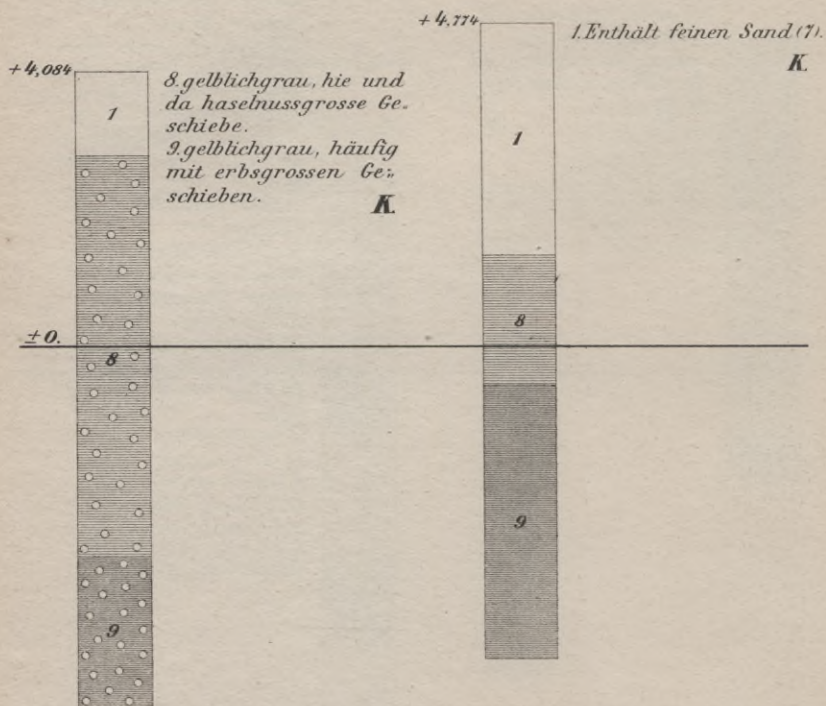 +4,084
1
8. gelblichgrau, hie und
da haselnussgrosse Ge-
schiebe.
9. gelblichgrau, häufig
mit erbsgrossen Ge-
schieben.
K.
±0.
8
9
+4,774
1. Enthält feinen Sand (7).
K.
1
8
9